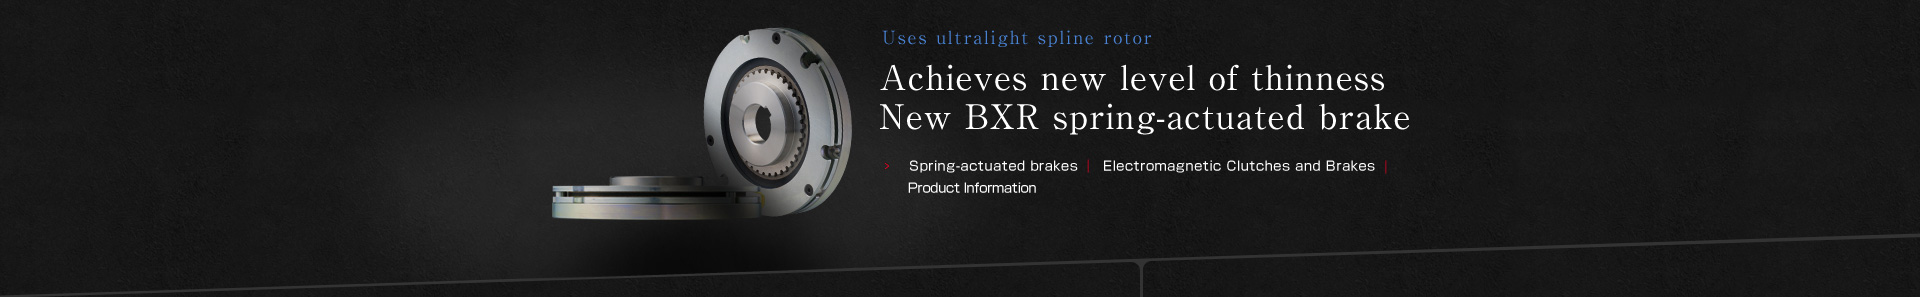 Uses ultralight spline rotor
Achieves new level of thinness
New BXR spring-actuated brake
› Spring-actuated brakes | Electromagnetic Clutches and Brakes |
Product Information